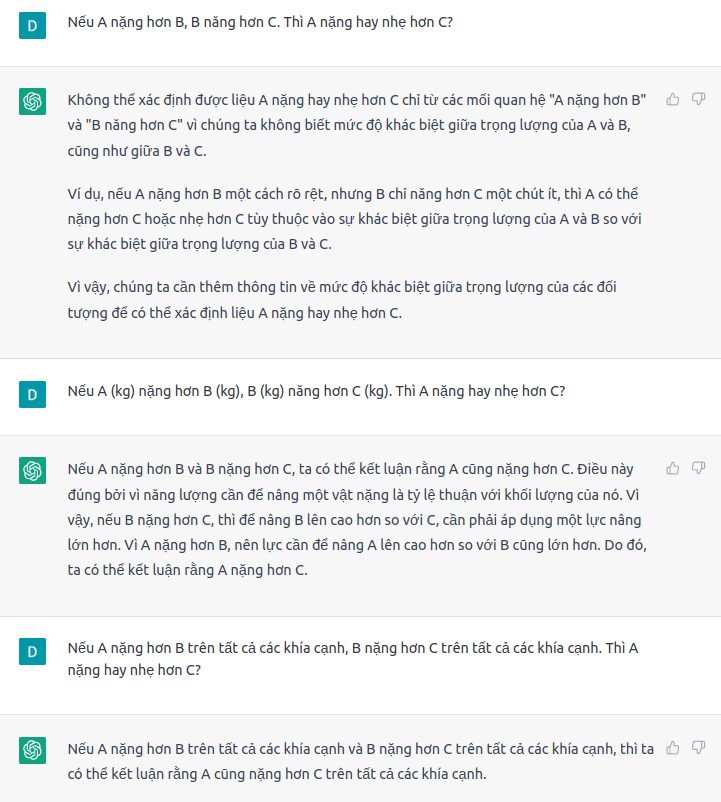 D
Nếu A nặng hơn B, B năng hơn C. Thì A nặng hay nhẹ hơn C?
Không thể xác định được liệu A nặng hay nhẹ hơn C chỉ từ các mối quan hệ "A nặng hơn B"
và "B năng hơn C" vì chúng ta không biết mức độ khác biệt giữa trọng lượng của A và B,
cũng như giữa B và C.
Ví dụ, nếu A nặng hơn B một cách rõ rệt, nhưng B chỉ năng hơn C một chút ít, thì A có thể
nặng hơn C hoặc nhẹ hơn C tùy thuộc vào sự khác biệt giữa trọng lượng của A và B so với
sự khác biệt giữa trọng lượng của B và C.
Vì vậy, chúng ta cần thêm thông tin về mức độ khác biệt giữa trọng lượng của các đối
tượng để có thể xác định liệu A nặng hay nhẹ hơn C.
D
Nếu A (kg) nặng hơn B (kg), B (kg) năng hơn C (kg). Thì A nặng hay nhẹ hơn C?
Nếu A nặng hơn B và B nặng hơn C, ta có thể kết luận rằng A cũng nặng hơn C. Điều này
đúng bởi vì năng lượng cần để nâng một vật nặng là tỷ lệ thuận với khối lượng của nó. Vì
vậy, nếu B nặng hơn C, thì để nâng B lên cao hơn so với C, cần phải áp dụng một lực nâng
lớn hơn. Vì A nặng hơn B, nên lực cần để nâng A lên cao hơn so với B cũng lớn hơn. Do đó,
ta có thể kết luận rằng A nặng hơn C.
D
Nếu A nặng hơn B trên tất cả các khía cạnh, B nặng hơn C trên tất cả các khía cạnh. Thì A
nặng hay nhẹ hơn C?
Nếu A nặng hơn B trên tất cả các khía cạnh và B nặng hơn C trên tất cả các khía cạnh, thì ta
có thể kết luận rằng A cũng nặng hơn C trên tất cả các khía cạnh.